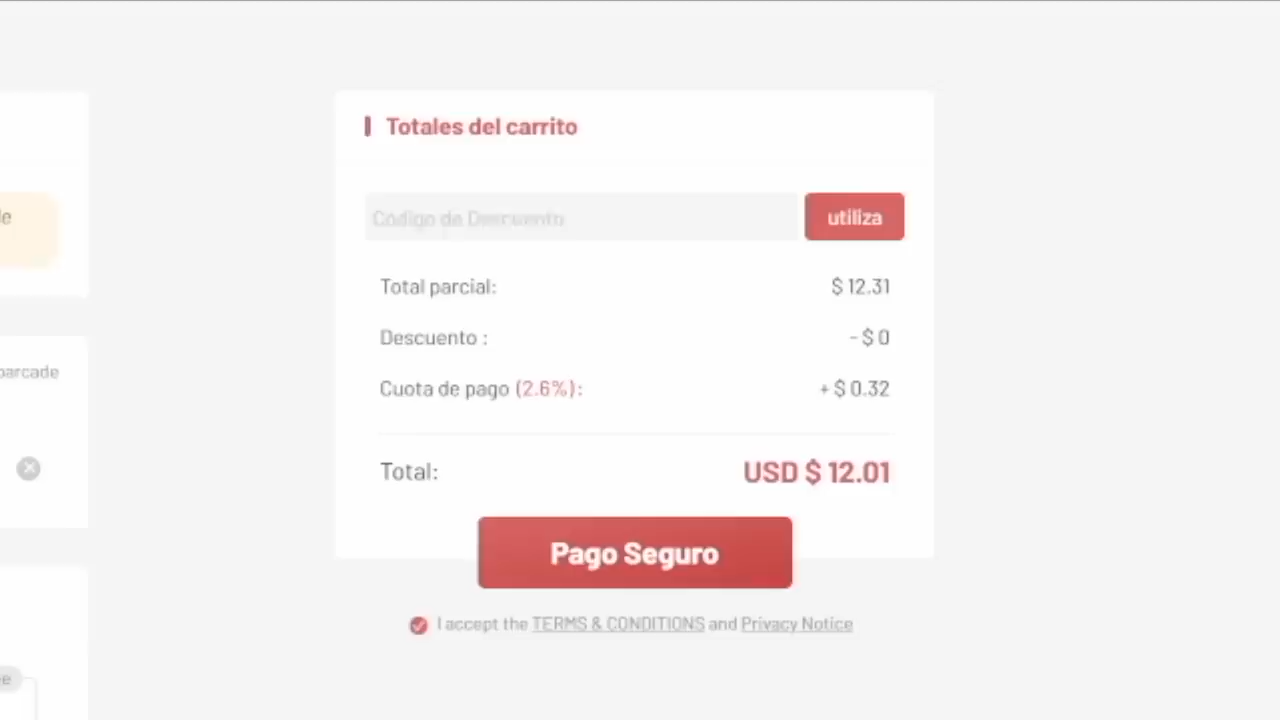 Totales del carrito
Código de Descuento
utiliza
Total parcial:
$ 12.31
Descuento :
- $ 0
Cuota de pago (2.6%):
+ $ 0.32
Total:
USD $ 12.01
Pago Seguro
I accept the TERMS & CONDITIONS and Privacy Notice